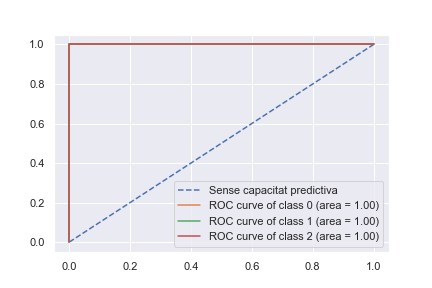 1.0
0.8
0.6
0.4
0.2
0.0
Sense capacitat predictiva
ROC curve of class 0 (area = 1.00)
ROC curve of class 1 (area = 1.00)
ROC curve of class 2 (area = 1.00)
0.0 0.2 0.4 0.6 0.8 1.0